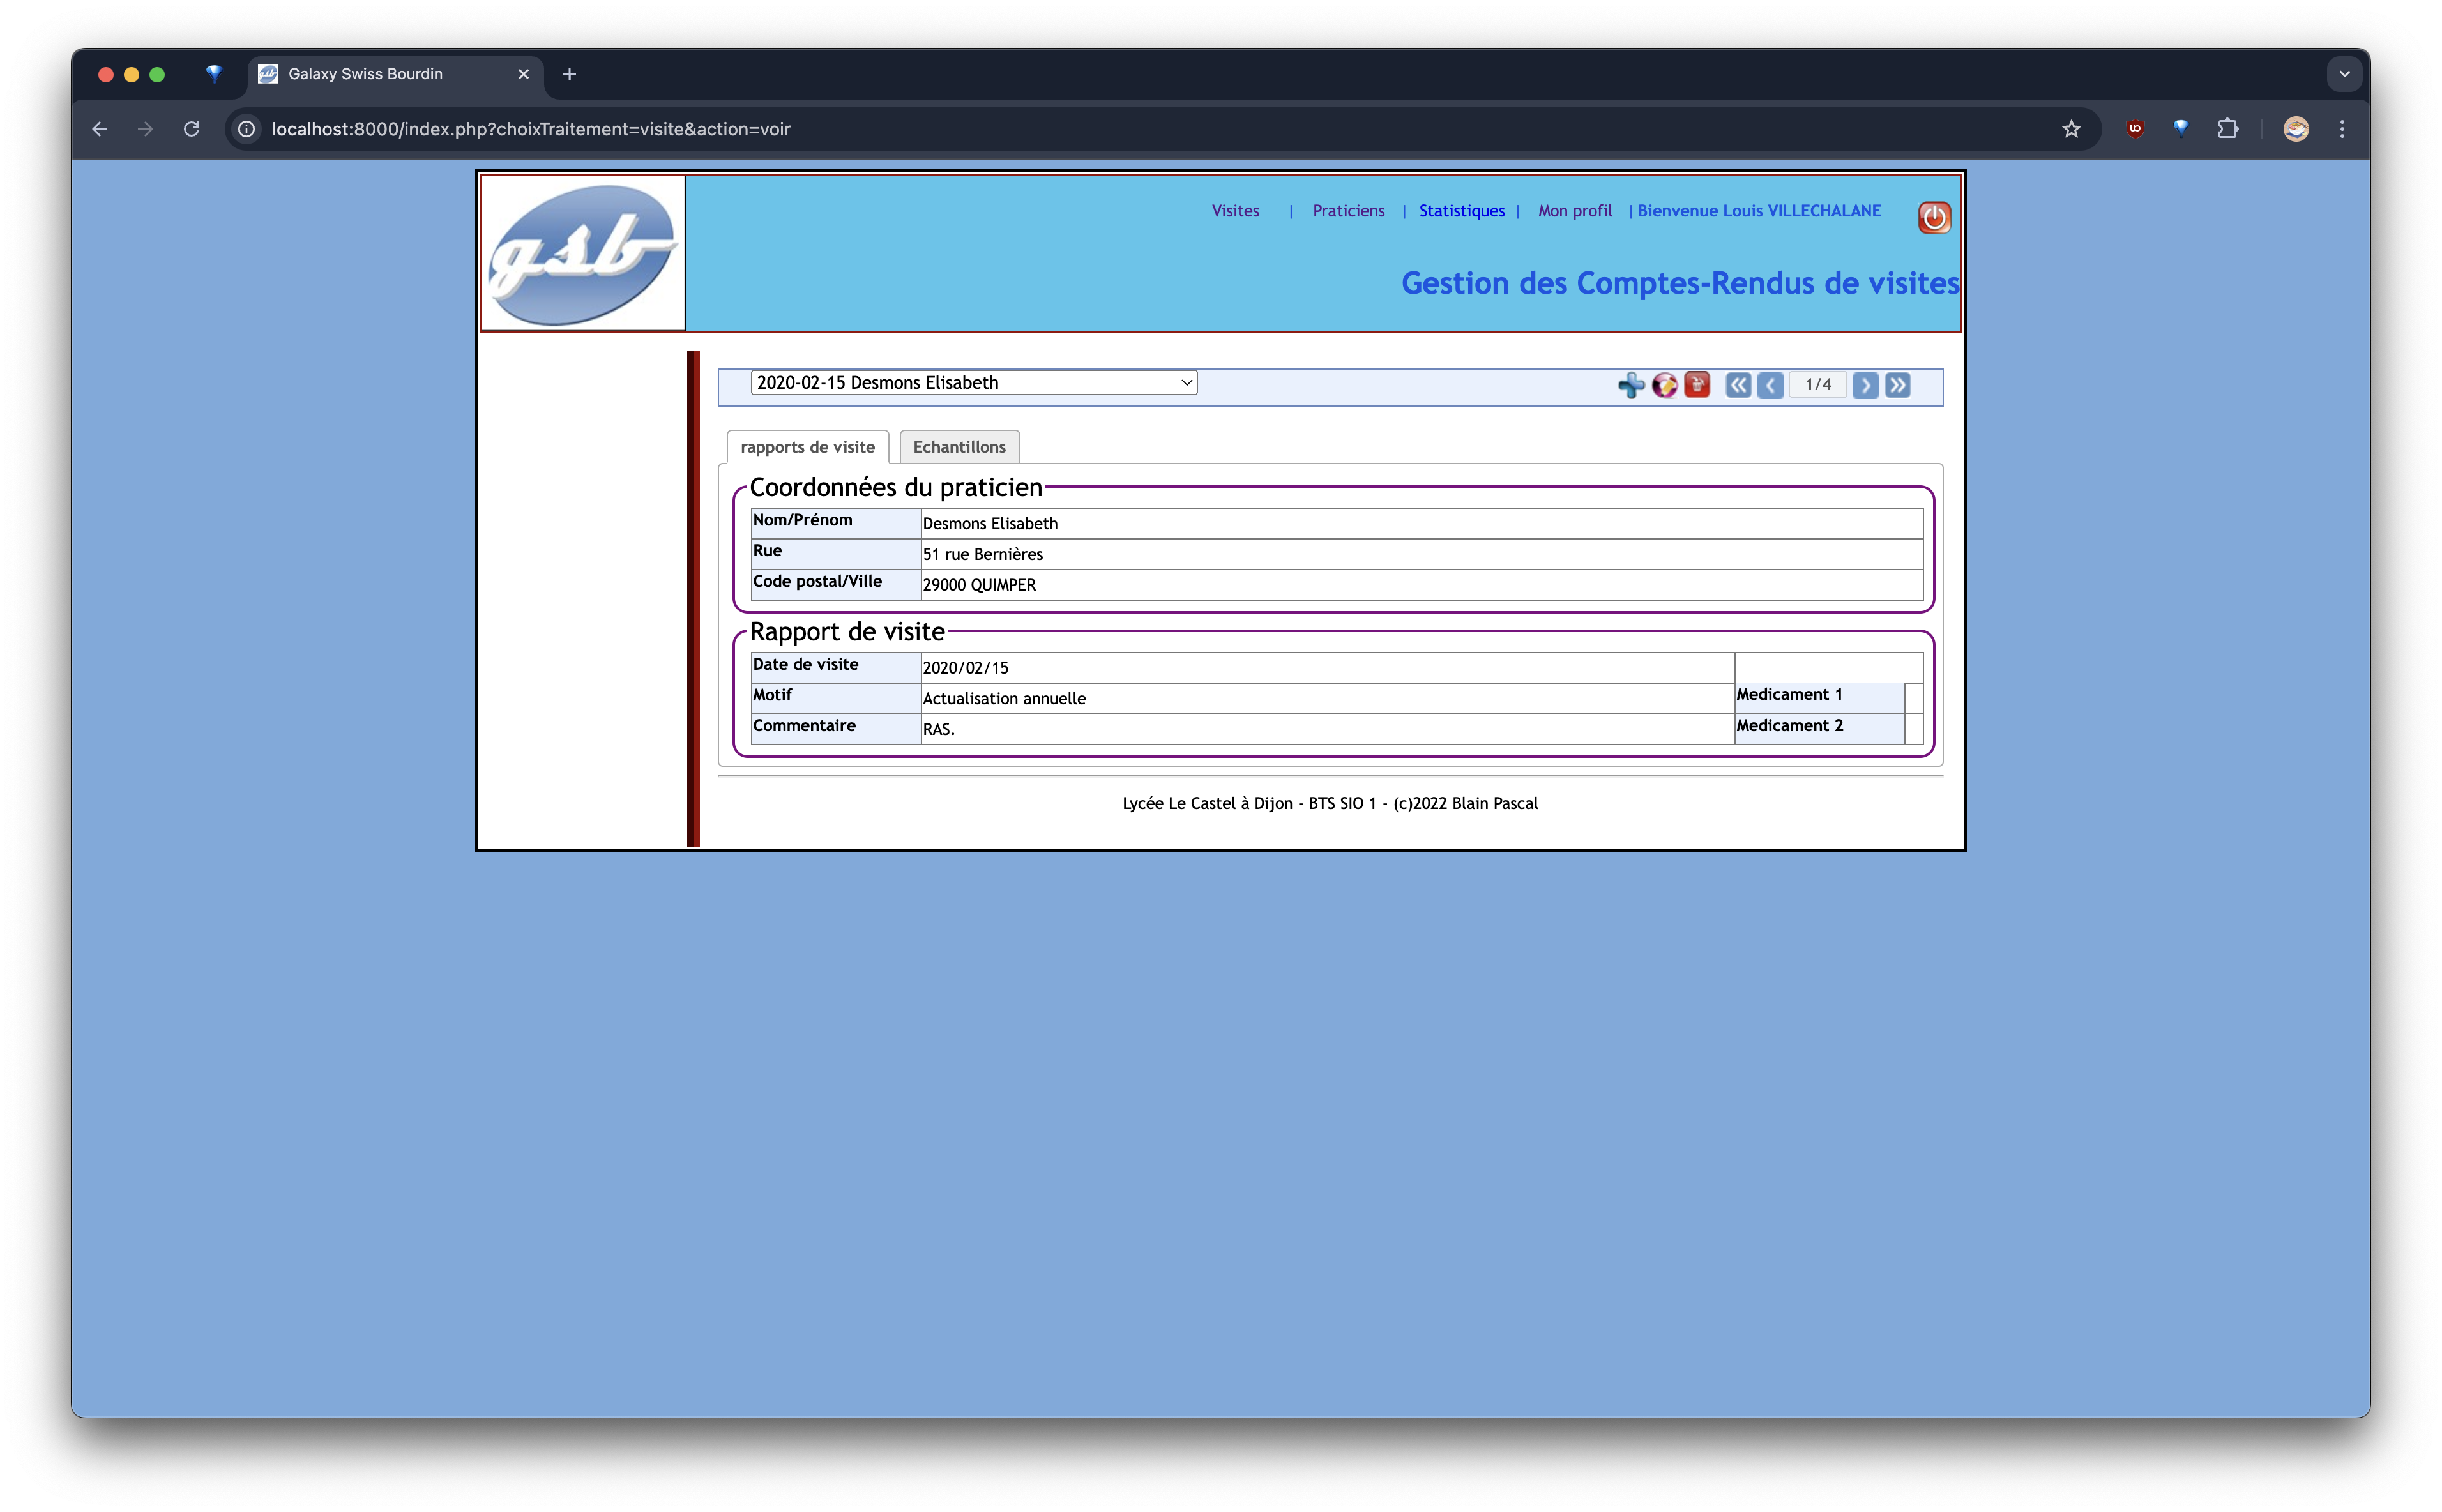 Galaxy Swiss Bourdin
localhost:8000/index.php?choixTraitement=visite&action=voir
gsb
Visites | Praticiens | Statistiques | Mon profil | Bienvenue Louis VILLECHALANE
Gestion des Comptes-Rendus de visites
2020-02-15 Desmons Elisabeth
1/4
rapports de visite
Echantillons
Coordonnées du praticien
Nom/Prénom Desmons Elisabeth
Rue 51 rue Bernières
Code postal/Ville 29000 QUIMPER
Rapport de visite
Date de visite 2020/02/15
Motif Actualisation annuelle Medicament 1
Commentaire RAS. Medicament 2
Lycée Le Castel à Dijon - BTS SIO 1 - (c)2022 Blain Pascal